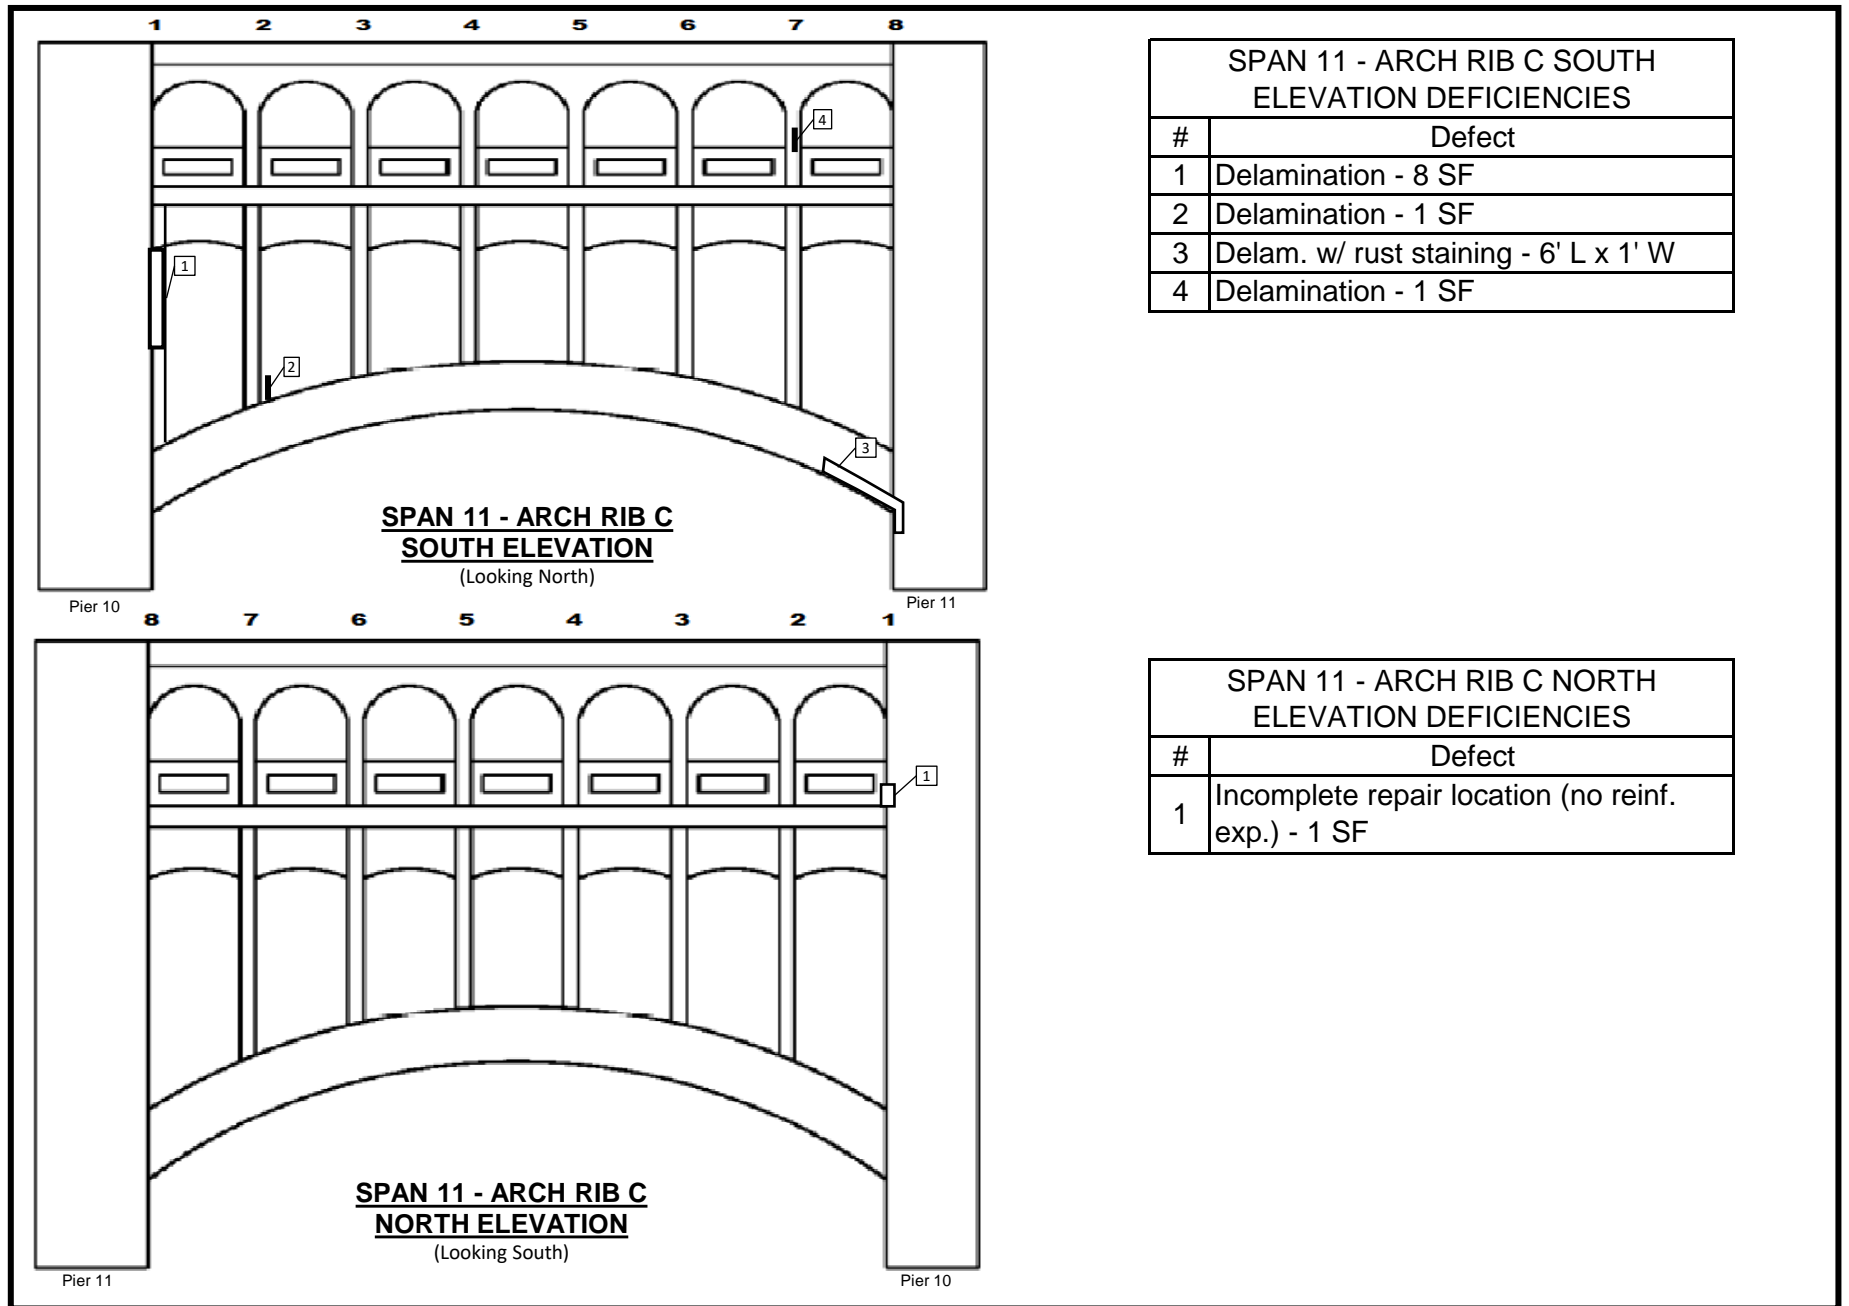 1 2 3 4 5 6 7 8
4
1
2
3
SPAN 11 - ARCH RIB C
SOUTH ELEVATION
(Looking North)
Pier 10
Pier 11
SPAN 11 - ARCH RIB C SOUTH
ELEVATION DEFICIENCIES
# Defect
1 Delamination - 8 SF
2 Delamination - 1 SF
3 Delam. w/ rust staining - 6' L x 1' W
4 Delamination - 1 SF
8 7 6 5 4 3 2 1
1
SPAN 11 - ARCH RIB C
NORTH ELEVATION
(Looking South)
Pier 11
Pier 10
SPAN 11 - ARCH RIB C NORTH
ELEVATION DEFICIENCIES
# Defect
1 Incomplete repair location (no reinf.
exp.) - 1 SF